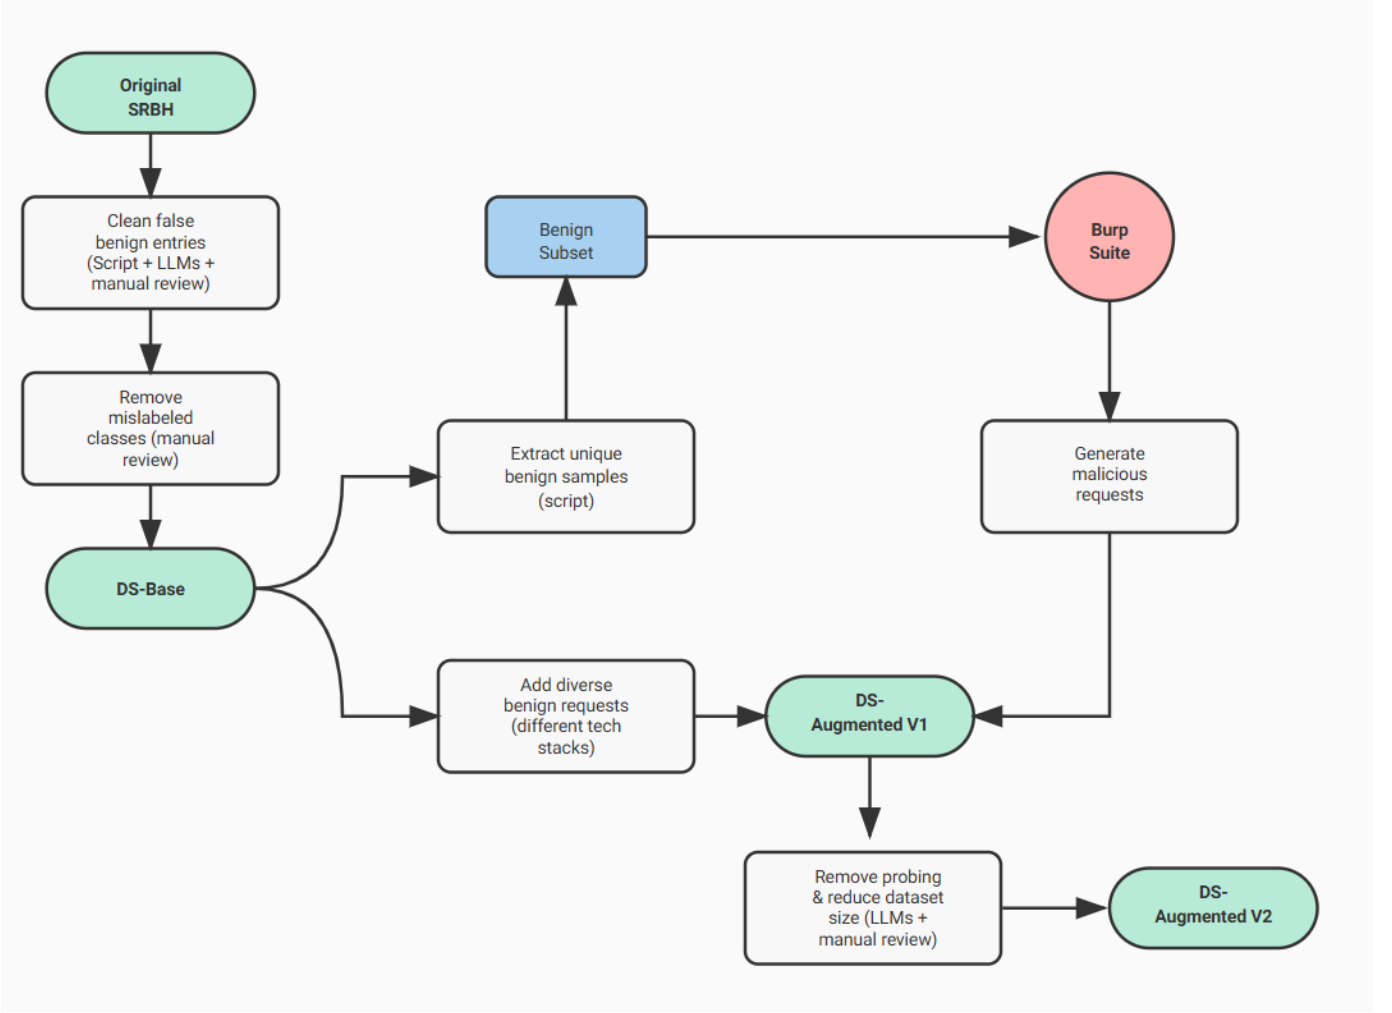 Original
SRBH
Clean false
benign entries
(Script + LLMs +
manual review)
Remove
mislabeled
classes (manual
review)
DS-Base
Extract unique
benign samples
(script)
Benign
Subset
Burp
Suite
Generate
malicious
requests
Add diverse
benign requests
(different tech
stacks)
DS-
Augmented V1
Remove probing
& reduce dataset
size (LLMs +
manual review)
DS-
Augmented V2